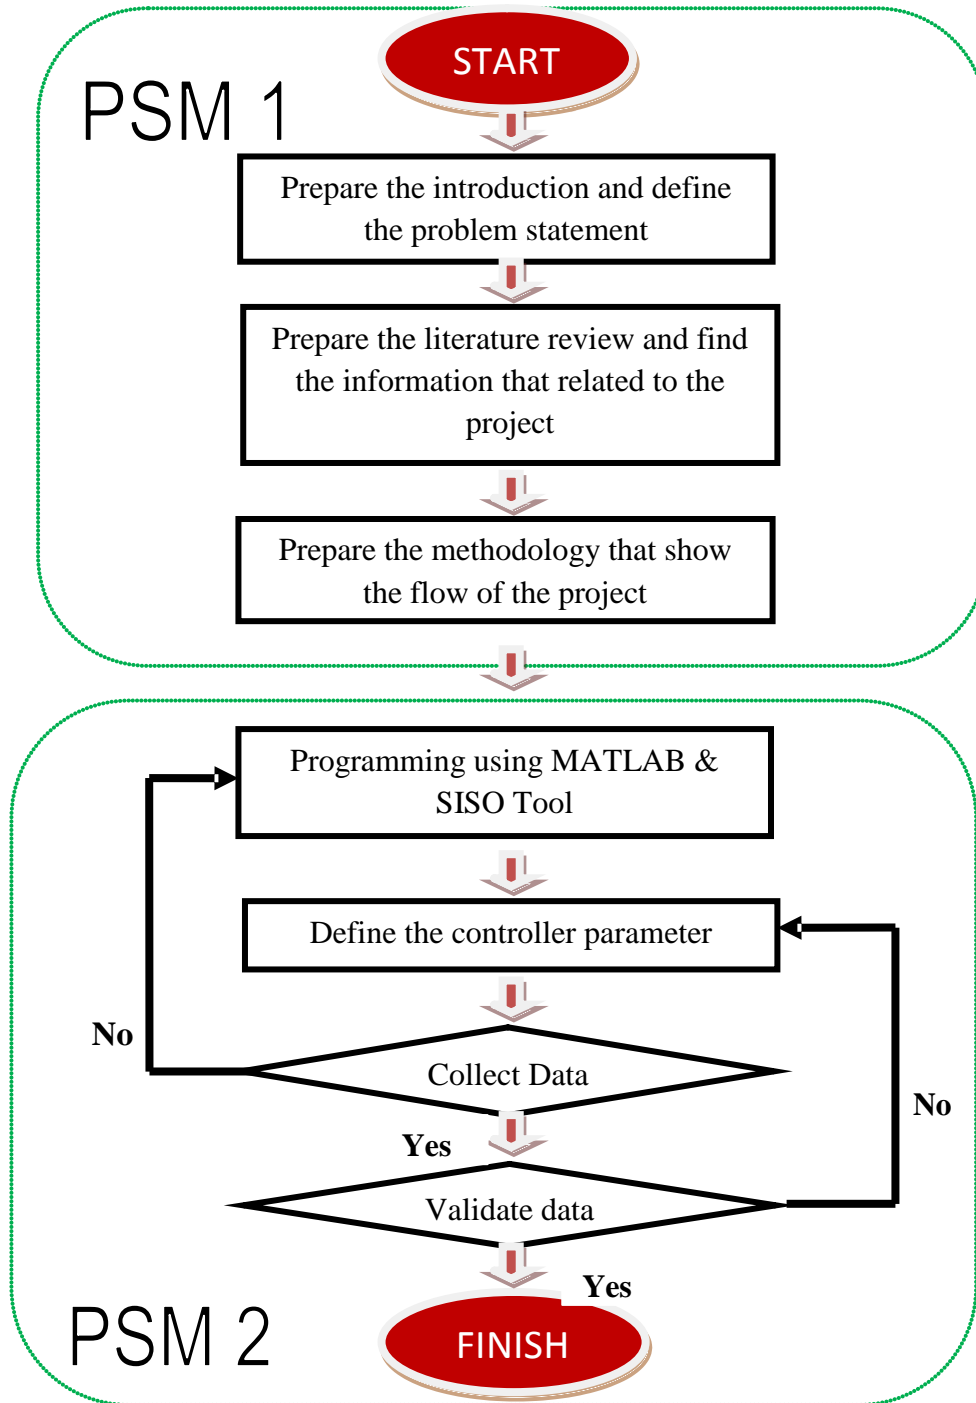 START
PSM 1
Prepare the introduction and define
the problem statement
Prepare the literature review and find
the information that related to the
project
Prepare the methodology that show
the flow of the project
Programming using MATLAB &
SISO Tool
Define the controller parameter
No
Collect Data
No
Yes
Validate data
Yes
PSM 2
FINISH